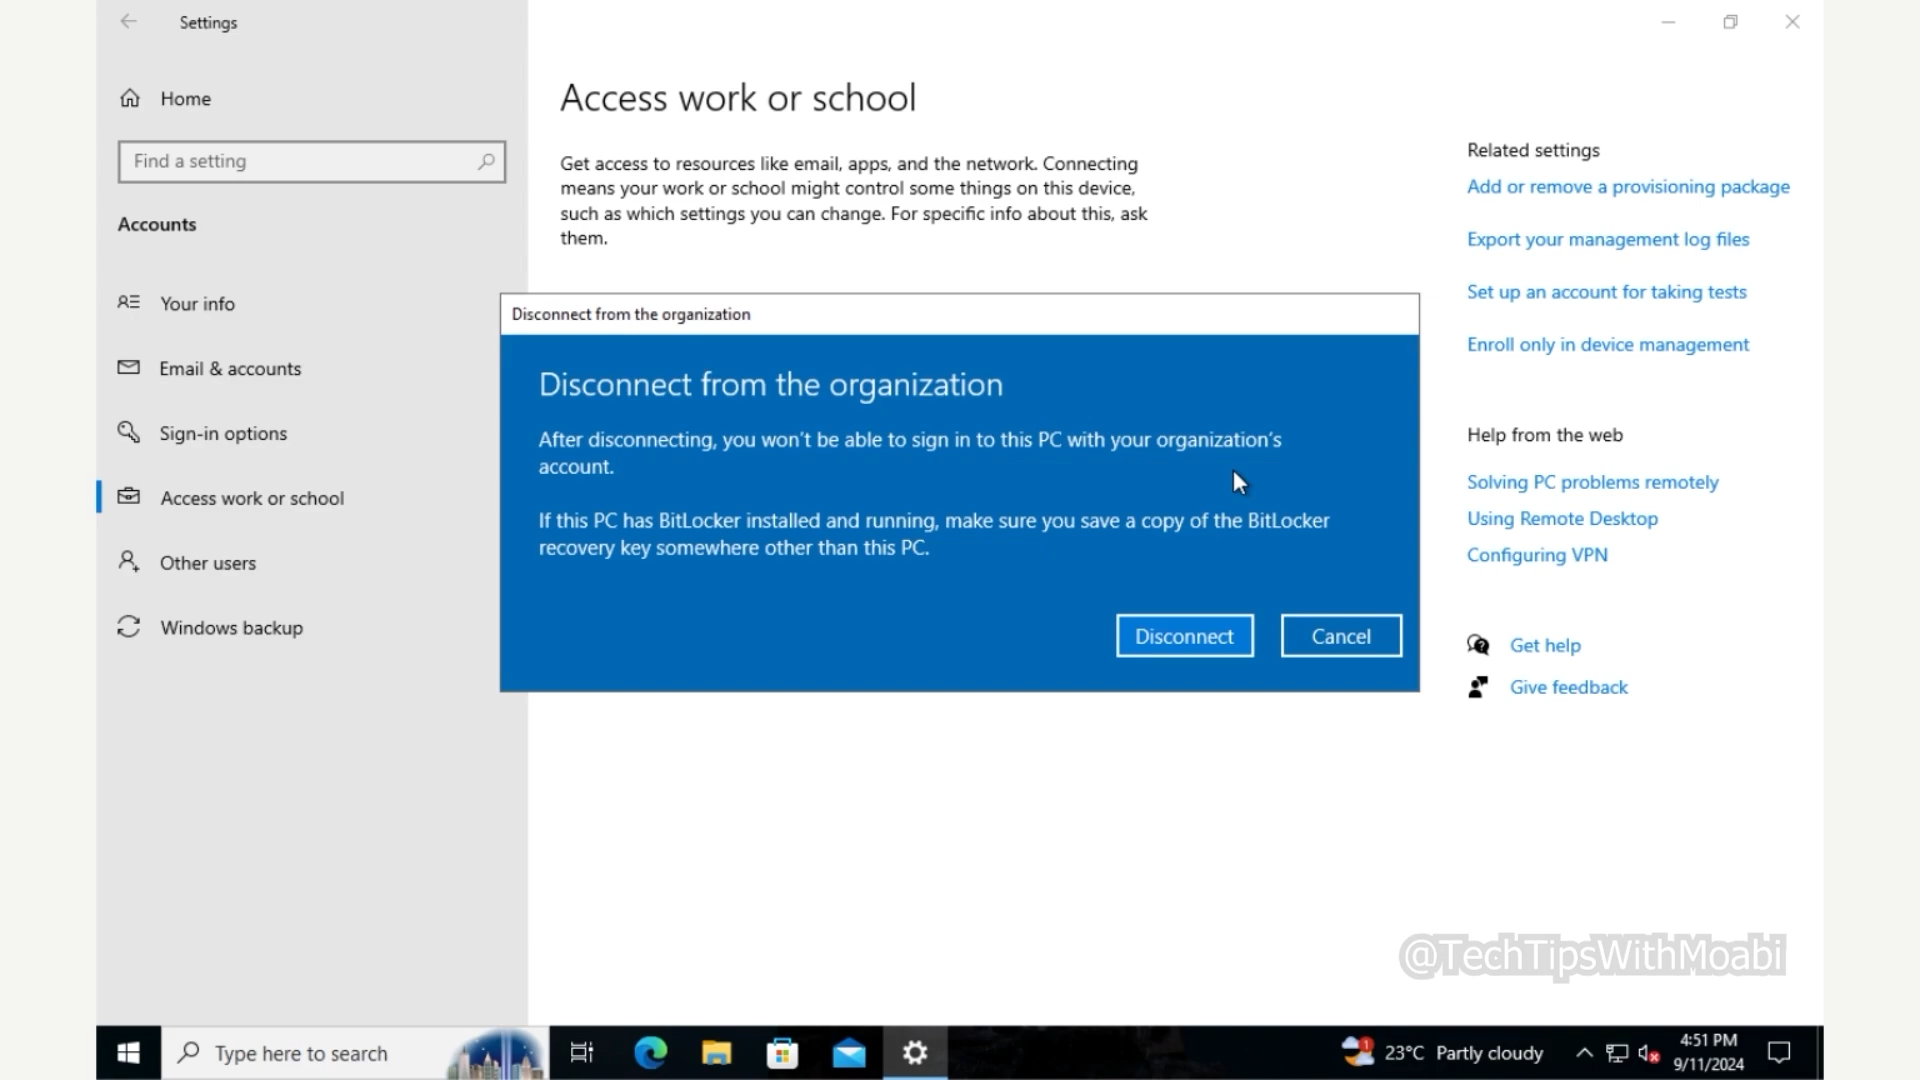 Settings
Home
Find a setting
Accounts
Your info
Email & accounts
Sign-in options
Access work or school
Other users
Windows backup
Access work or school
Get access to resources like email, apps, and the network. Connecting
means your work or school might control some things on this device,
such as which settings you can change. For specific info about this, ask
them.
Disconnect from the organization
Disconnect from the organization
After disconnecting, you won't be able to sign in to this PC with your organization's
account.
If this PC has BitLocker installed and running, make sure you save a copy of the BitLocker
recovery key somewhere other than this PC.
Disconnect
Cancel
Related settings
Add or remove a provisioning package
Export your management log files
Set up an account for taking tests
Enroll only in device management
Help from the web
Solving PC problems remotely
Using Remote Desktop
Configuring VPN
Get help
Give feedback
@TechTipsWithMoabi
Type here to search
1
23°C Partly cloudy
4:51 PM
9/11/2024